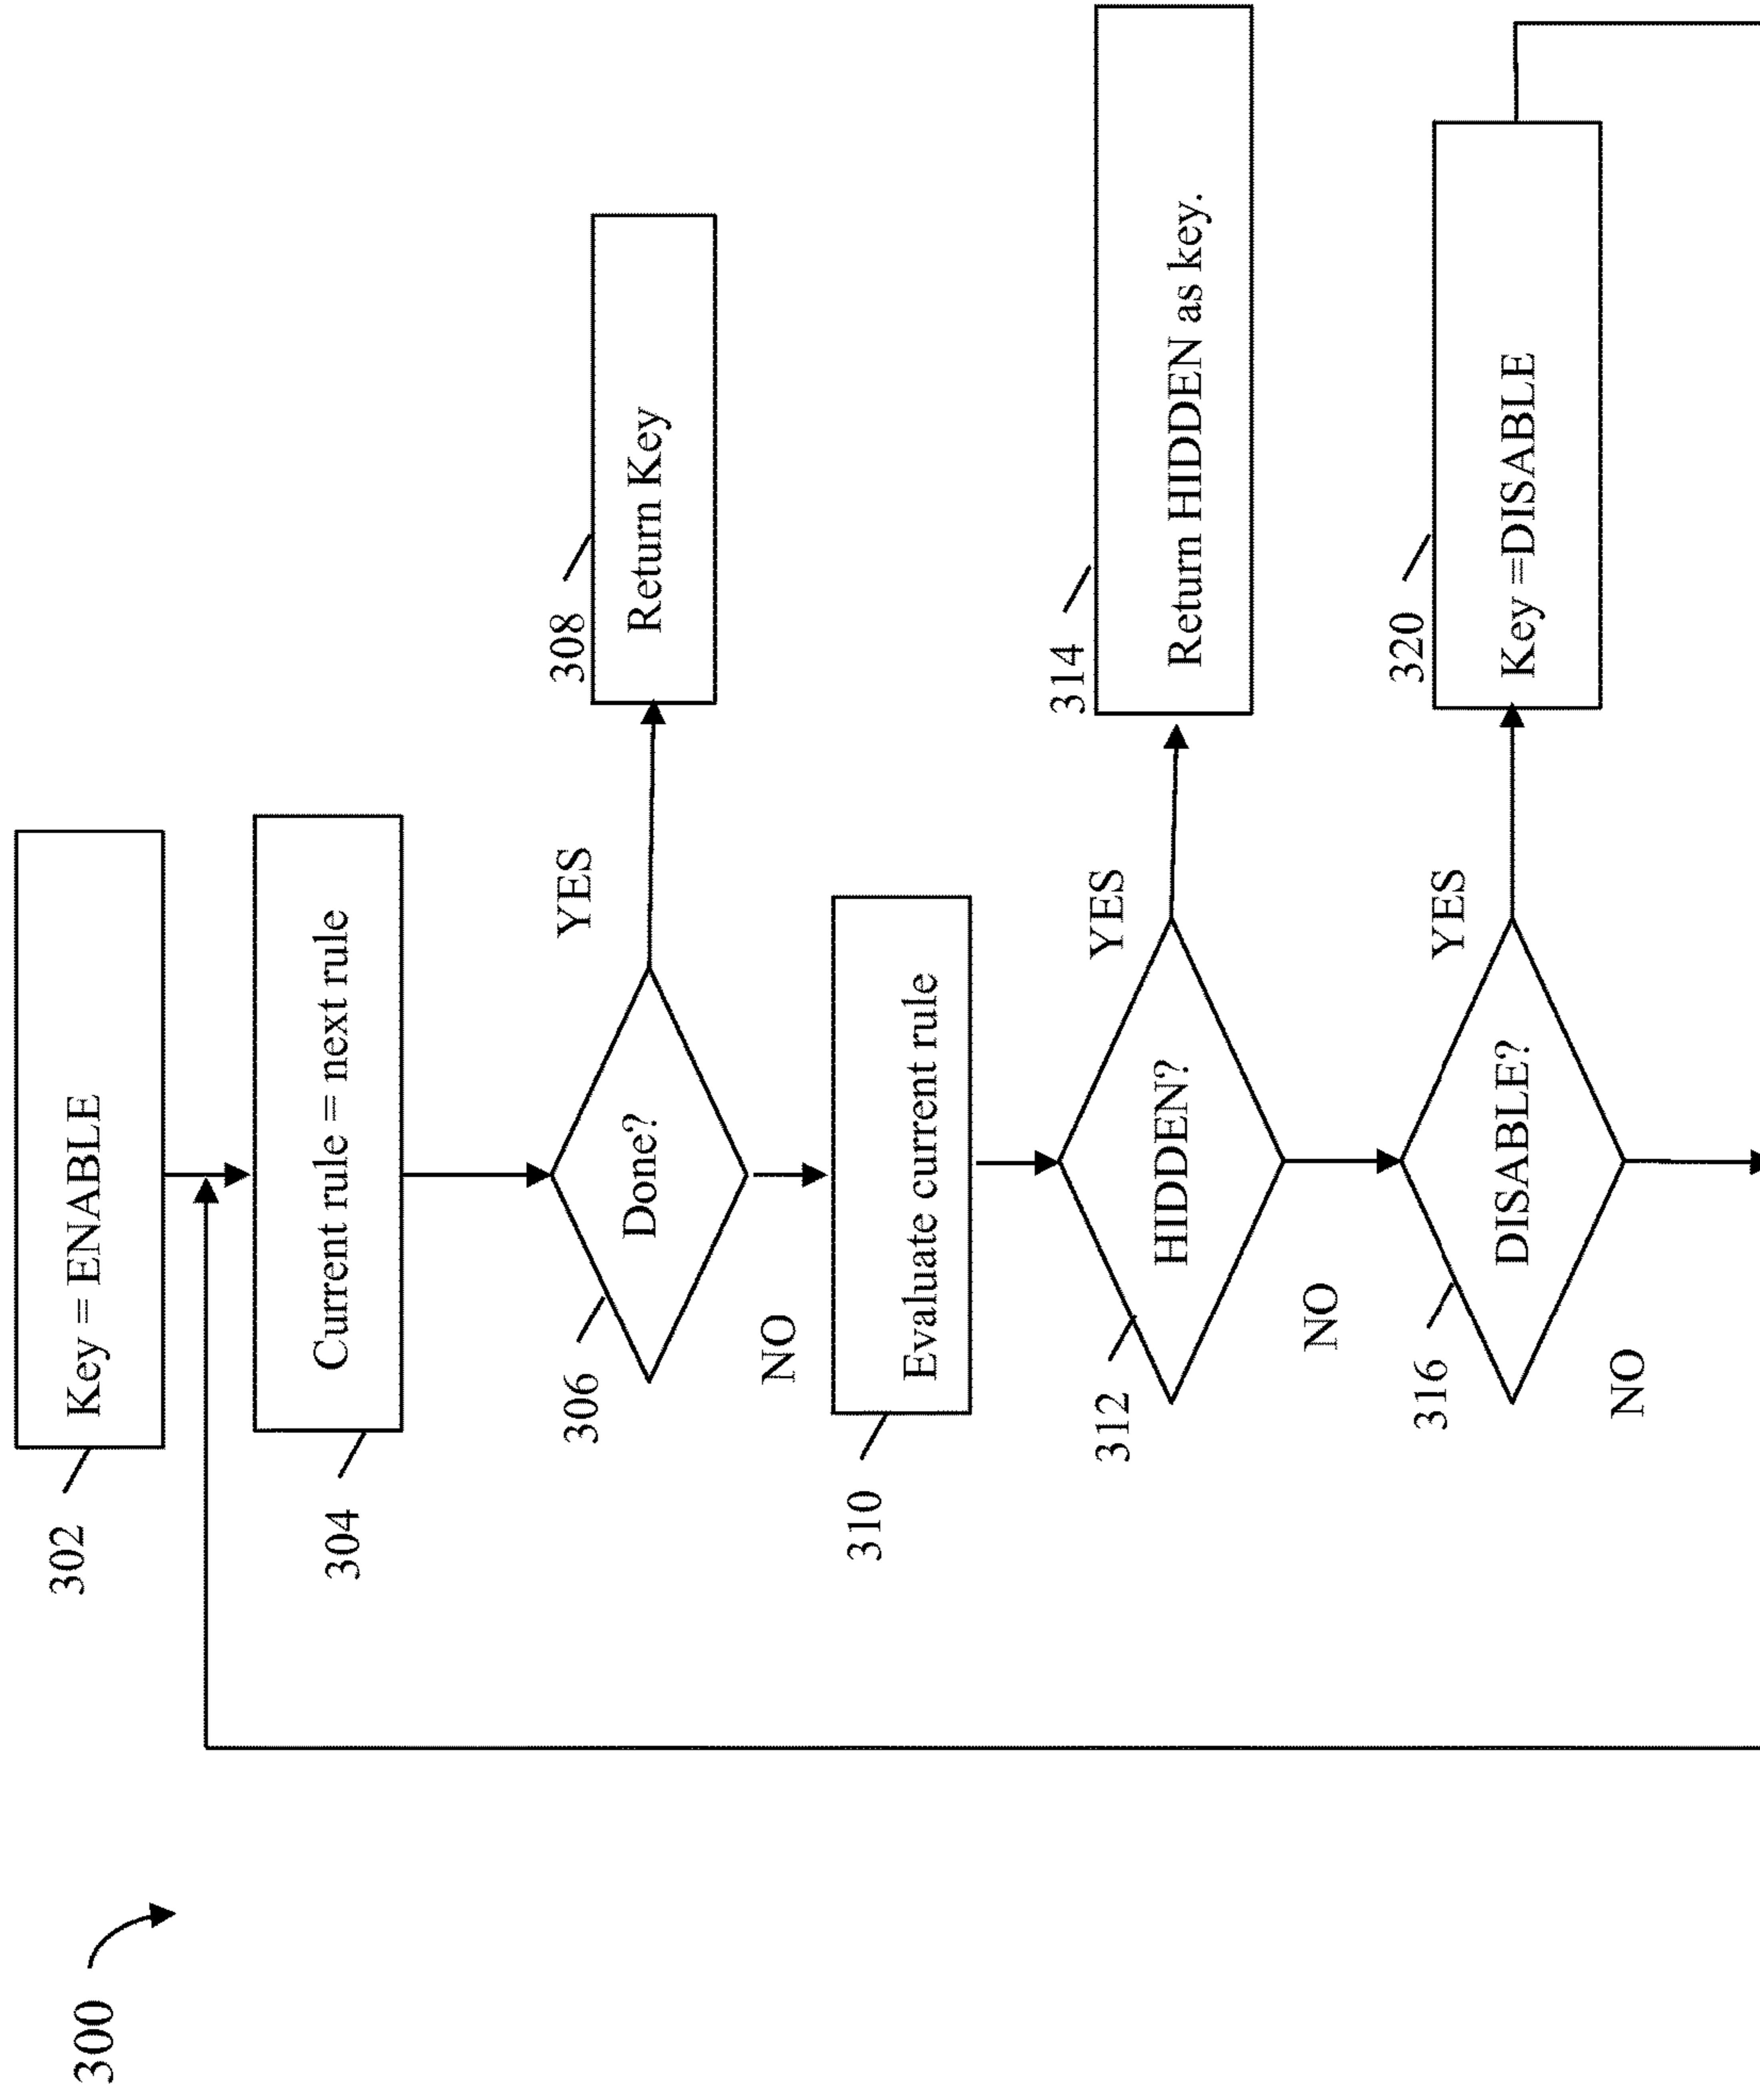 300
302
Key = ENABLE
304
Current rule = next rule
306
Done?
YES
308
Return Key
NO
310
Evaluate current rule
312
HIDDEN?
YES
314
Return HIDDEN as key.
NO
316
DISABLE?
YES
320
Key =DISABLE
NO